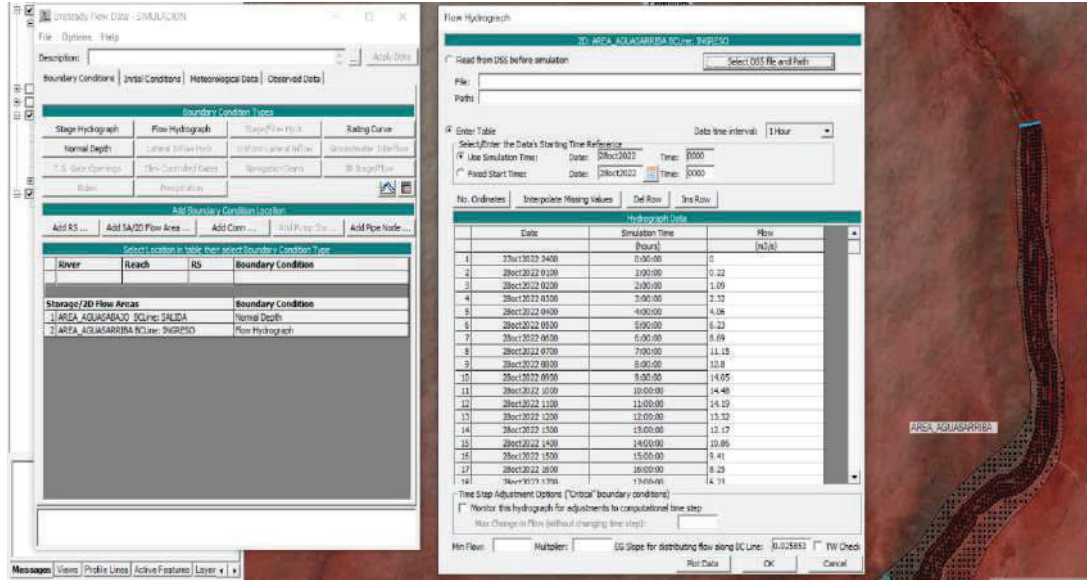 Unsteady Flow Data - SIMULACION
File Options Help
Description: Apply Data
Boundary Conditions Initial Conditions Meteorological Data Observed Data
Boundary Condition Types
Stage Hydrograph Flow Hydrograph Stage/Flow Hydr. Rating Curve
Normal Depth Lateral Inflow Hydr. Uniform Lateral Inflow Groundwater Interflow
T.S. Gate Openings Elev Controlled Gates Navigation Dams IB Stage/Flow
Rules Precipitation
Add Boundary Condition Location
Add RS ... Add SA/2D Flow Area ... Add Conn ... Add Pump Sta ... Add Pipe Node ...
Select Location in table then select Boundary Condition Type
River Reach RS Boundary Condition
Storage/2D Flow Areas Boundary Condition
1 AREA_AGUASABAJO BCLine: SALIDA Normal Depth
2 AREA_AGUASARRIBA BCLine: INGRESO Flow Hydrograph
Messages Views Profile Lines Active Features Layer
Flow Hydrograph
2D: AREA_AGUASARRIBA BCLine: INGRESO
Read from DSS before simulation Select DSS file and Path
File:
Path:
Enter Table Data time interval: 1 Hour
Select/Enter the Data's Starting Time Reference
Use Simulation Time: Date: 28oct2022 Time: 0000
Fixed Start Time: Date: 28oct2022 Time: 0000
No. Ordinates Interpolate Missing Values Del Row Ins Row
Hydrograph Data
Date Simulation Time Flow
(hours) (m3/s)
1 27oct2022 2400 0:00:00 0
2 28oct2022 0100 1:00:00 0.22
3 28oct2022 0200 2:00:00 1.09
4 28oct2022 0300 3:00:00 2.32
5 28oct2022 0400 4:00:00 4.06
6 28oct2022 0500 5:00:00 6.23
7 28oct2022 0600 6:00:00 8.69
8 28oct2022 0700 7:00:00 11.15
9 28oct2022 0800 8:00:00 12.8
10 28oct2022 0900 9:00:00 14.05
11 28oct2022 1000 10:00:00 14.48
12 28oct2022 1100 11:00:00 14.19
13 28oct2022 1200 12:00:00 13.32
14 28oct2022 1300 13:00:00 12.17
15 28oct2022 1400 14:00:00 10.86
16 28oct2022 1500 15:00:00 9.41
17 28oct2022 1600 16:00:00 8.25
18 28oct2022 1700 17:00:00
Time Step Adjustment Options ("Critical" boundary conditions)
Monitor this hydrograph for adjustments to computational time step
Max Change in Flow (without changing time step):
Min Flow: Multiplier: EG Slope for distributing flow along BC Line: 0.025853 TW Check
Plot Data OK Cancel
AREA_AGUASARRIBA